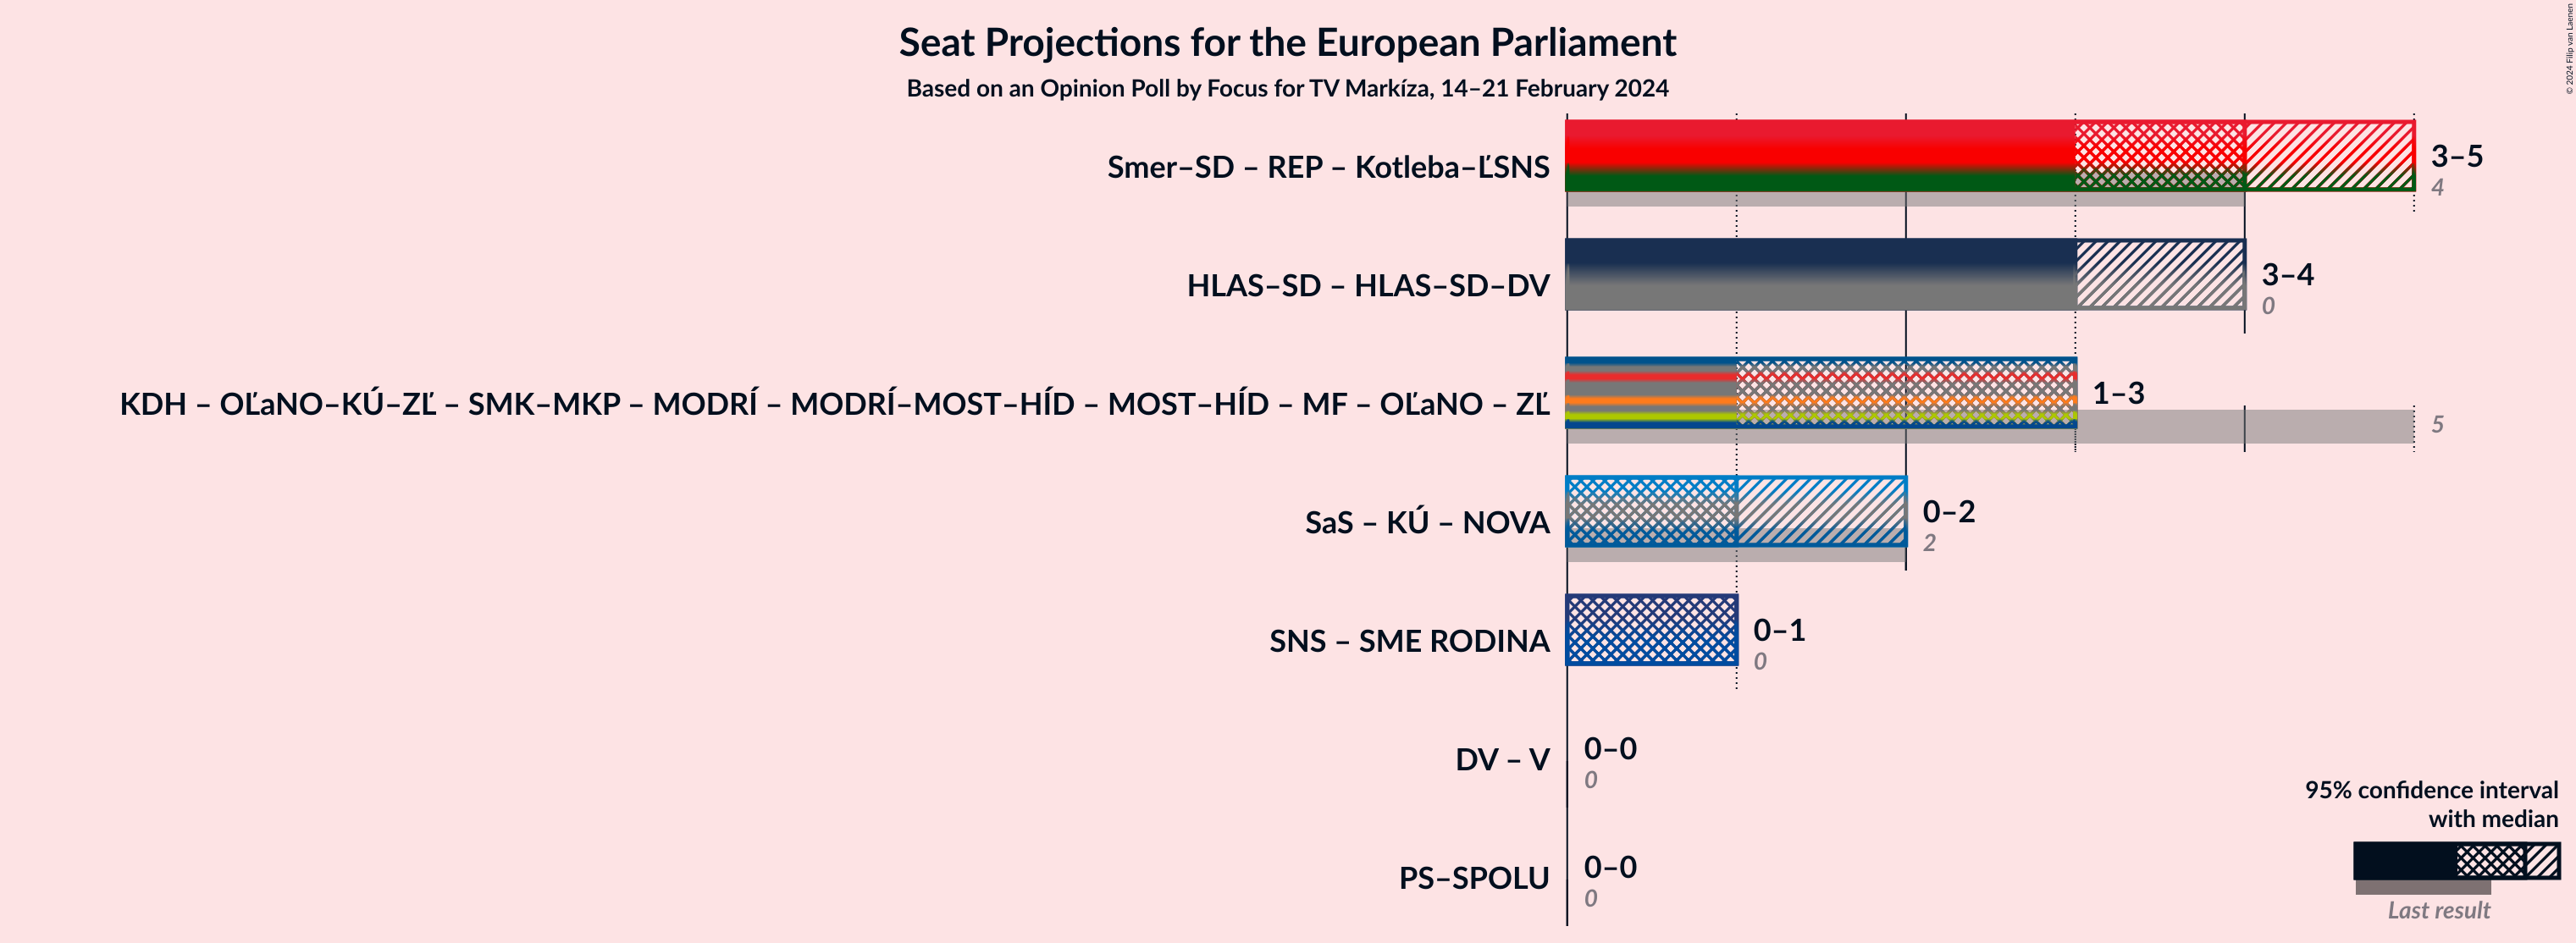 Seat Projections for the European Parliament
Based on an Opinion Poll by Focus for TV Markíza, 14–21 February 2024
© 2024 Filip van Laenen
Smer–SD – REP – Kotleba–ĽSNS
3–5
4
HLAS–SD – HLAS–SD–DV
3–4
0
KDH – OĽaNO–KÚ–ZĽ – SMK–MKP – MODRÍ – MODRÍ–MOST–HÍD – MOST–HÍD – MF – OĽaNO – ZĽ
1–3
5
SaS – KÚ – NOVA
0–2
2
SNS – SME RODINA
0–1
0
DV – V
0–0
0
PS–SPOLU
0–0
0
95% confidence interval
with median
Last result